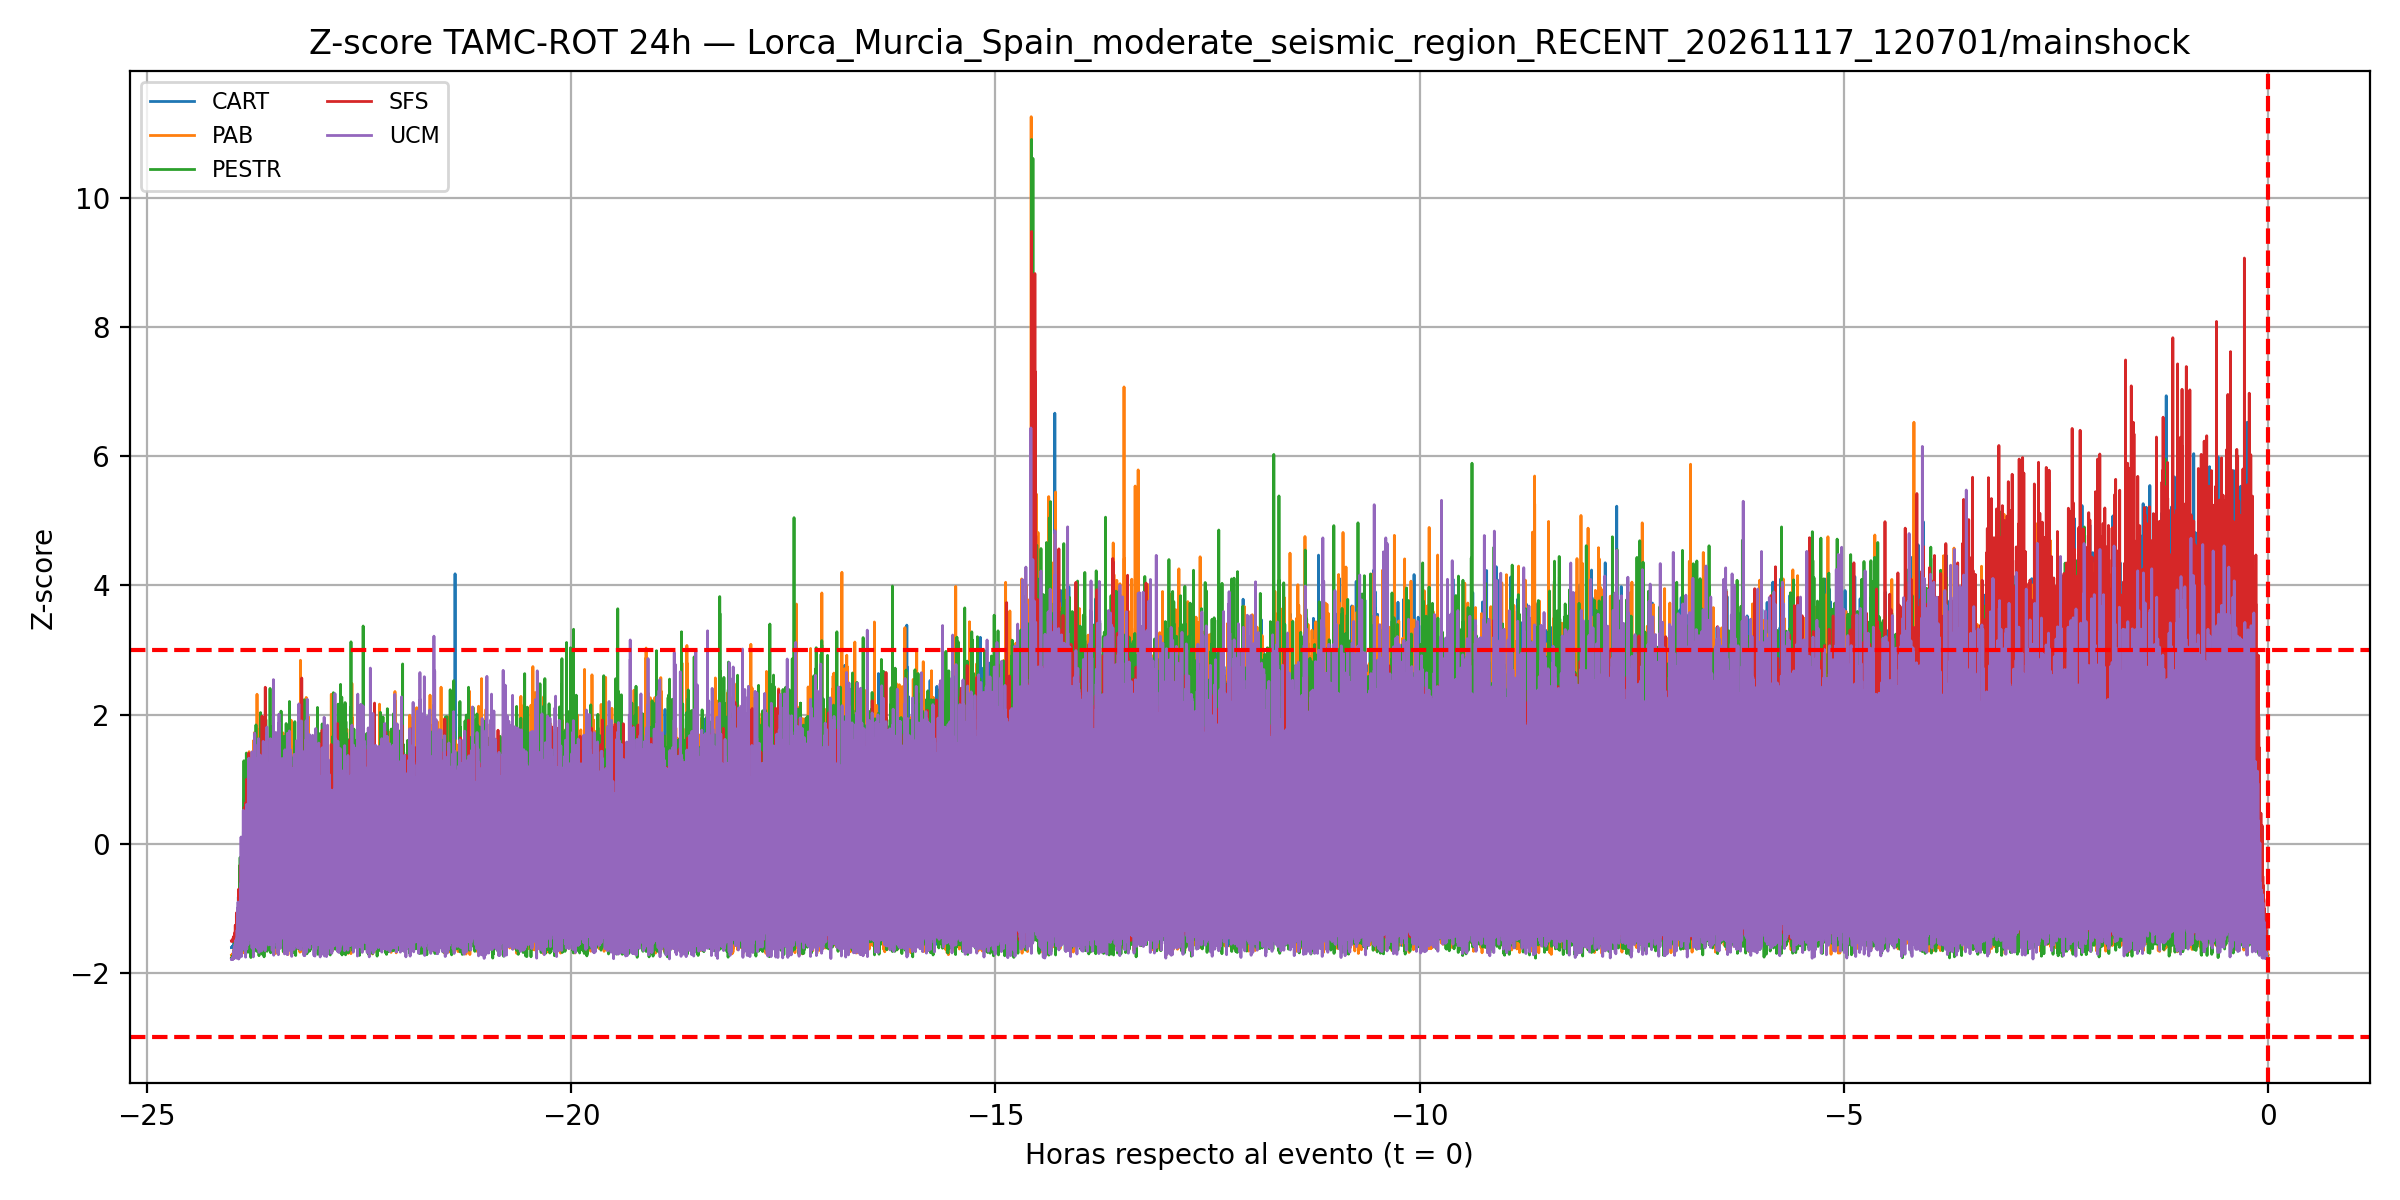 Z-score TAMC-ROT 24h — Lorca_Murcia_Spain_moderate_seismic_region_RECENT_20261117_120701/mainshock
CART
PAB
PESTR
SFS
UCM
Z-score
10
8
6
4
2
0
−2
−25
−20
−15
−10
−5
0
Horas respecto al evento (t = 0)